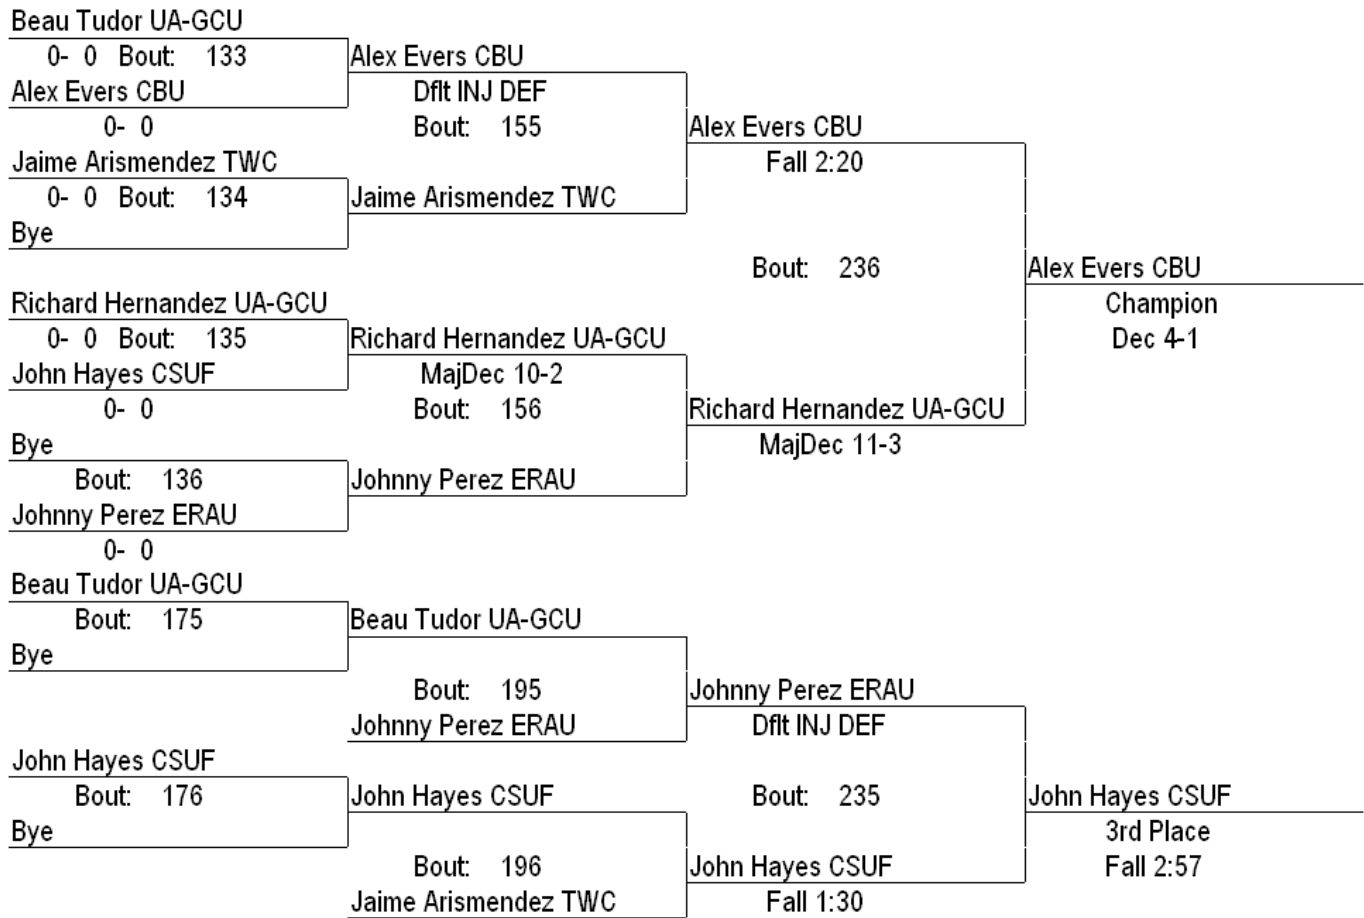 Beau Tudor UA-GCU
0- 0 Bout: 133 Alex Evers CBU
Alex Evers CBU Dflt INJ DEF
0- 0 Bout: 155 Alex Evers CBU
Jaime Arismendez TWC Fall 2:20
0- 0 Bout: 134 Jaime Arismendez TWC
Bye
Bout: 236 Alex Evers CBU
Richard Hernandez UA-GCU Champion
0- 0 Bout: 135 Richard Hernandez UA-GCU Dec 4-1
John Hayes CSUF MajDec 10-2
0- 0 Bout: 156 Richard Hernandez UA-GCU
Bye MajDec 11-3
Bout: 136 Johnny Perez ERAU
Johnny Perez ERAU
0- 0
Beau Tudor UA-GCU
Bout: 175 Beau Tudor UA-GCU
Bye
Bout: 195 Johnny Perez ERAU
Johnny Perez ERAU Dflt INJ DEF
John Hayes CSUF
Bout: 176 John Hayes CSUF Bout: 235 John Hayes CSUF
Bye 3rd Place
Bout: 196 John Hayes CSUF Fall 2:57
Jaime Arismendez TWC Fall 1:30